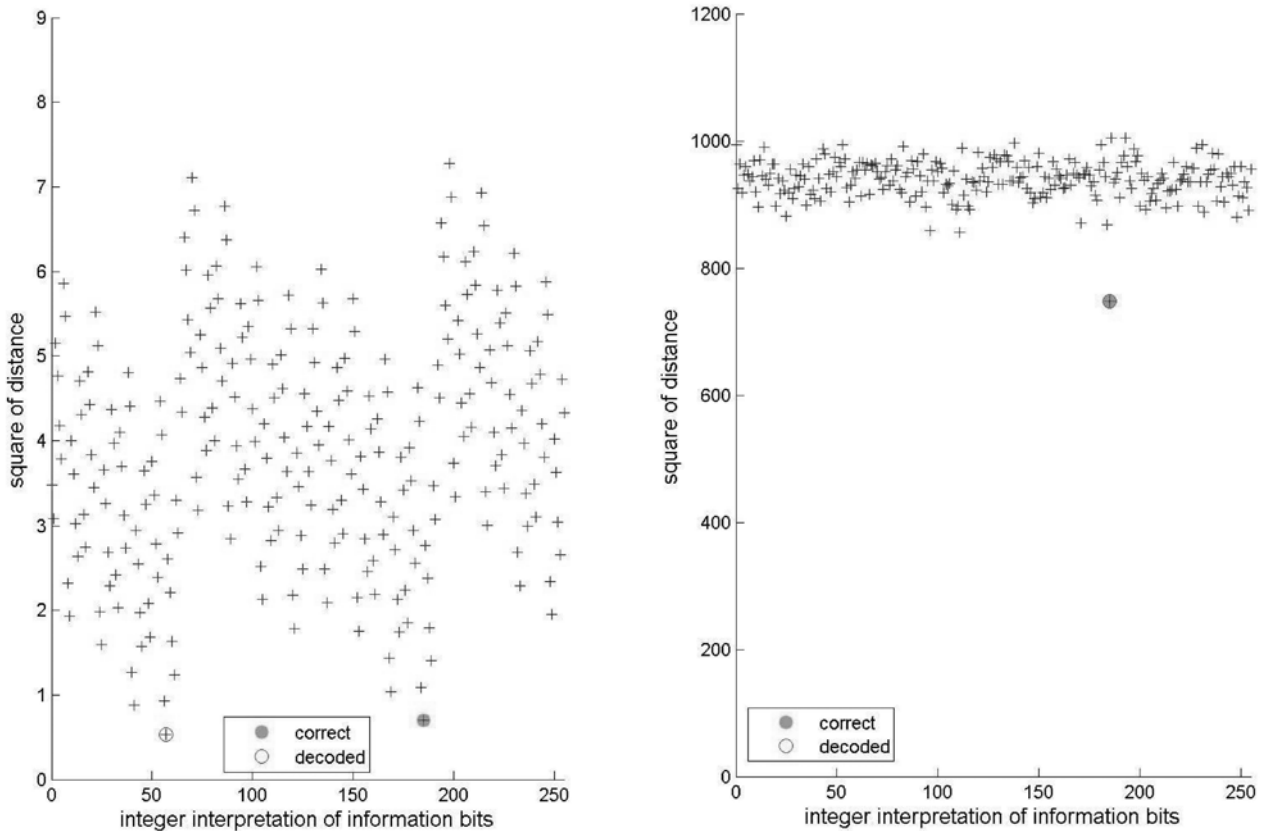 9
8
7
6
5
4
3
2
1
0
square of distance
correct
decoded
0 50 100 150 200 250
integer interpretation of information bits
1200
1000
800
600
400
200
0
square of distance
correct
decoded
0 50 100 150 200 250
integer interpretation of information bits